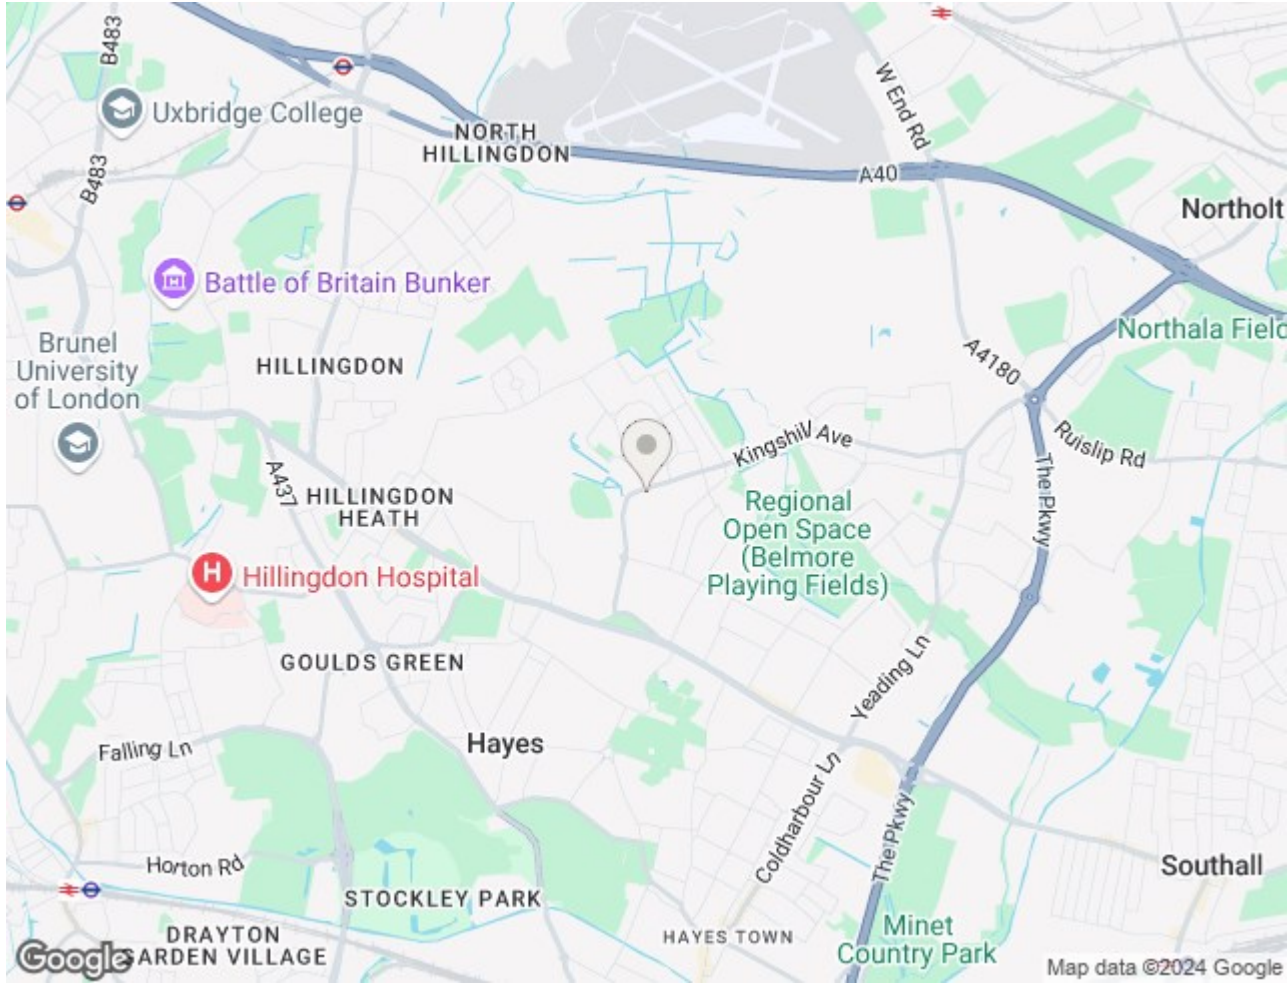 B483
Uxbridge College
NORTH
HILLINGDON
W End Rd
A40
B483
Northolt
Battle of Britain Bunker
Northala Field
Brunel
University
of London
HILLINGDON
A4180
Kingshill Ave
Ruislip Rd
A437
The Pkwy
HILLINGDON
HEATH
Regional
Open Space
(Belmore
Playing Fields)
H
Hillingdon Hospital
GOULDS GREEN
Yeading Ln
Falling Ln
Hayes
Coldharbour Ln
The Pkwy
Horton Rd
Southall
STOCKLEY PARK
DRAYTON
GARDEN VILLAGE
HAYES TOWN
Minet
Country Park
Google
Map data ©2024 Google